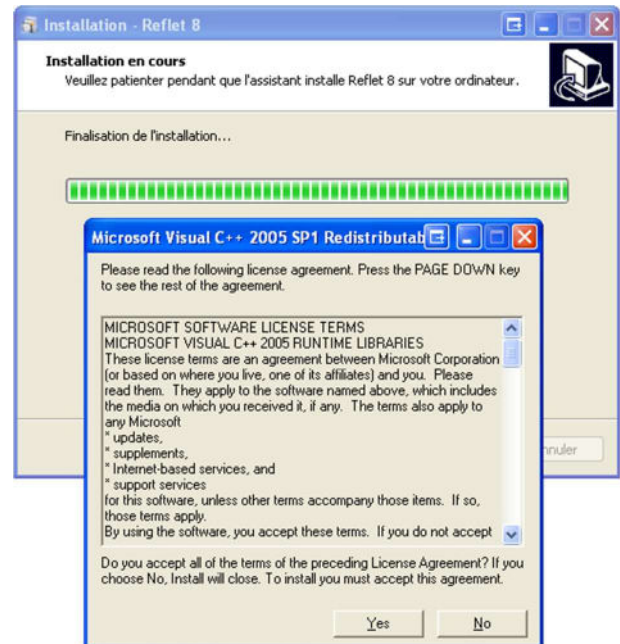 Installation - Reflet 8
Installation en cours
Veuillez patienter pendant que l'assistant installe Reflet 8 sur votre ordinateur.
Finalisation de l'installation...
Microsoft Visual C++ 2005 SP1 Redistributab
Please read the following license agreement. Press the PAGE DOWN key
to see the rest of the agreement.
MICROSOFT SOFTWARE LICENSE TERMS
MICROSOFT VISUAL C++ 2005 RUNTIME LIBRARIES
These license terms are an agreement between Microsoft Corporation
(or based on where you live, one of its affiliates) and you. Please
read them. They apply to the software named above, which includes
the media on which you received it, if any. The terms also apply to
any Microsoft
* updates,
* supplements,
* Internet-based services, and
* support services
for this software, unless other terms accompany those items. If so,
those terms apply.
By using the software, you accept these terms. If you do not accept
nnuler
Do you accept all of the terms of the preceding License Agreement? If you
choose No, Install will close. To install you must accept this agreement.
Yes No